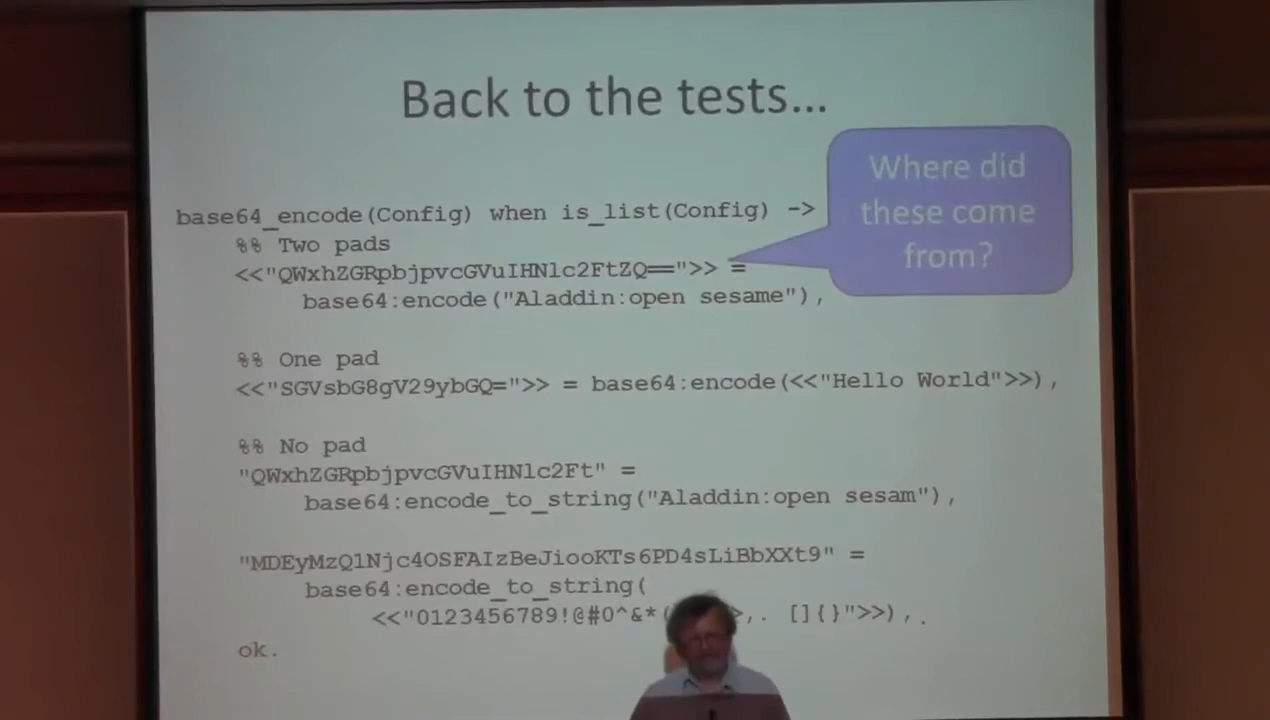 Back to the tests...
Where did
these come
from?
base64_encode(Config) when is_list(Config) ->
%% Two pads
<<"QWxhZGRpbjpvcGVuIHNlc2FtZQ==">> =
base64:encode("Aladdin:open sesame"),
%% One pad
<<"SGVsbG8gV29ybGQ=">> = base64:encode(<<"Hello World">>),
%% No pad
"QWxhZGRpbjpvcGVuIHNlc2Ft" =
base64:encode_to_string("Aladdin:open sesam"),
"MDEyMzQ1Njc4OSFAIzBeJiooKTs6PD4sLiBbXXt9" =
base64:encode_to_string(
<<"0123456789!@#0^&*( >,. []{}">>),.
ok.